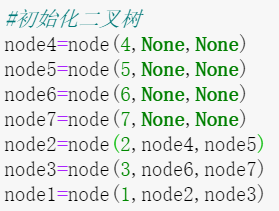 #初始化二叉树
node4=node(4,None,None)
node5=node(5,None,None)
node6=node(6,None,None)
node7=node(7,None,None)
node2=node(2,node4,node5)
node3=node(3,node6,node7)
node1=node(1,node2,node3)